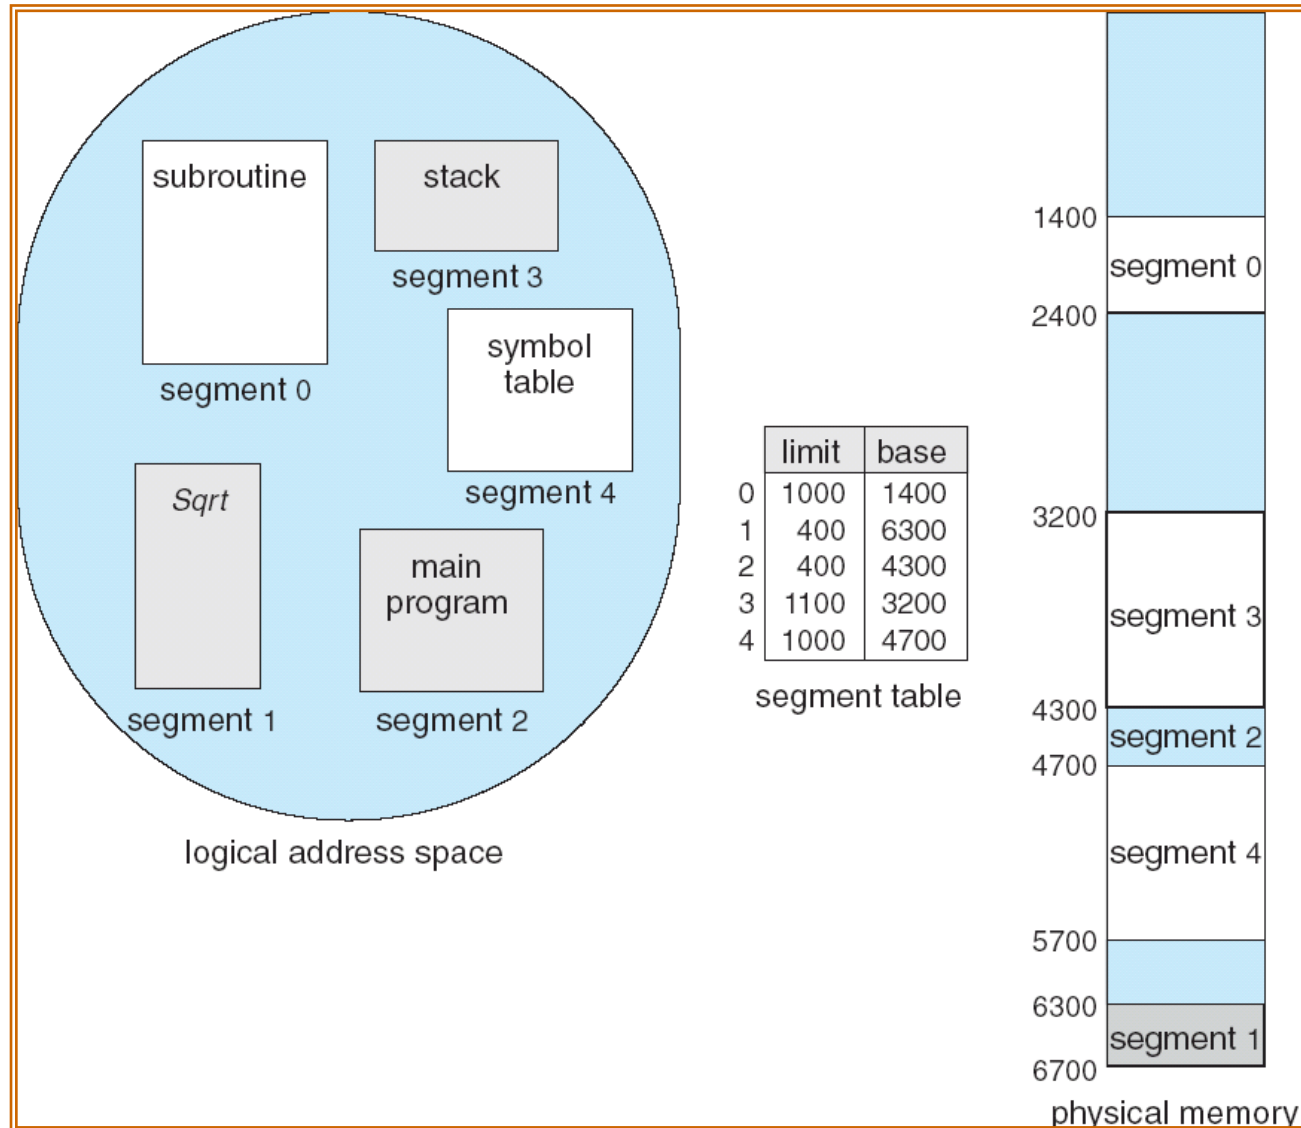 subroutine
segment 0
stack
segment 3
symbol
table
segment 4
Sqrt
segment 1
main
program
segment 2
logical address space
limit base
0 1000 1400
1 400 6300
2 400 4300
3 1100 3200
4 1000 4700
segment table
1400
segment 0
2400
3200
segment 3
4300
segment 2
4700
segment 4
5700
6300
segment 1
6700
physical memory